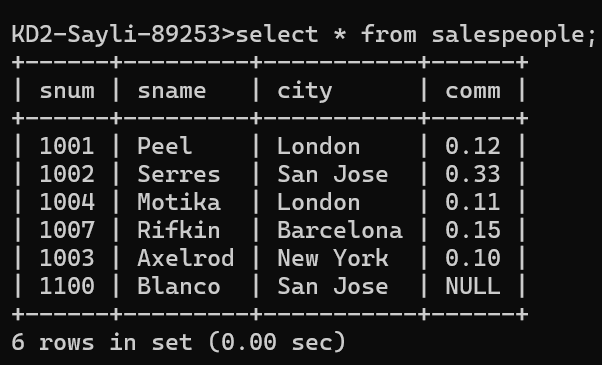 KD2-Sayli-89253>select * from salespeople;
+------+---------+-----------+------+
| snum | sname   | city      | comm |
+------+---------+-----------+------+
| 1001 | Peel    | London    | 0.12 |
| 1002 | Serres  | San Jose  | 0.33 |
| 1004 | Motika  | London    | 0.11 |
| 1007 | Rifkin  | Barcelona | 0.15 |
| 1003 | Axelrod | New York  | 0.10 |
| 1100 | Blanco  | San Jose  | NULL |
+------+---------+-----------+------+
6 rows in set (0.00 sec)